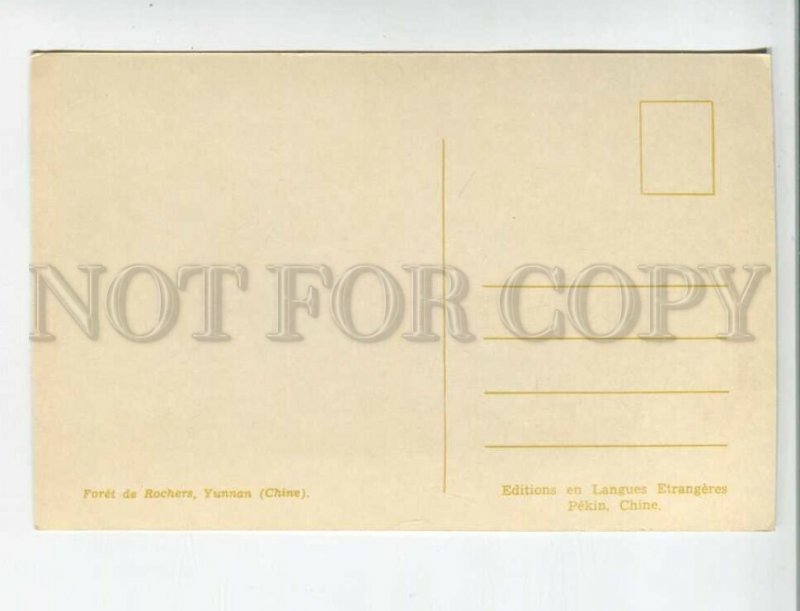 NOT FOR COPY
Forêt de Rochers, Yunnan (Chine).
Editions en Langues Etrangères
Pékin, Chine.